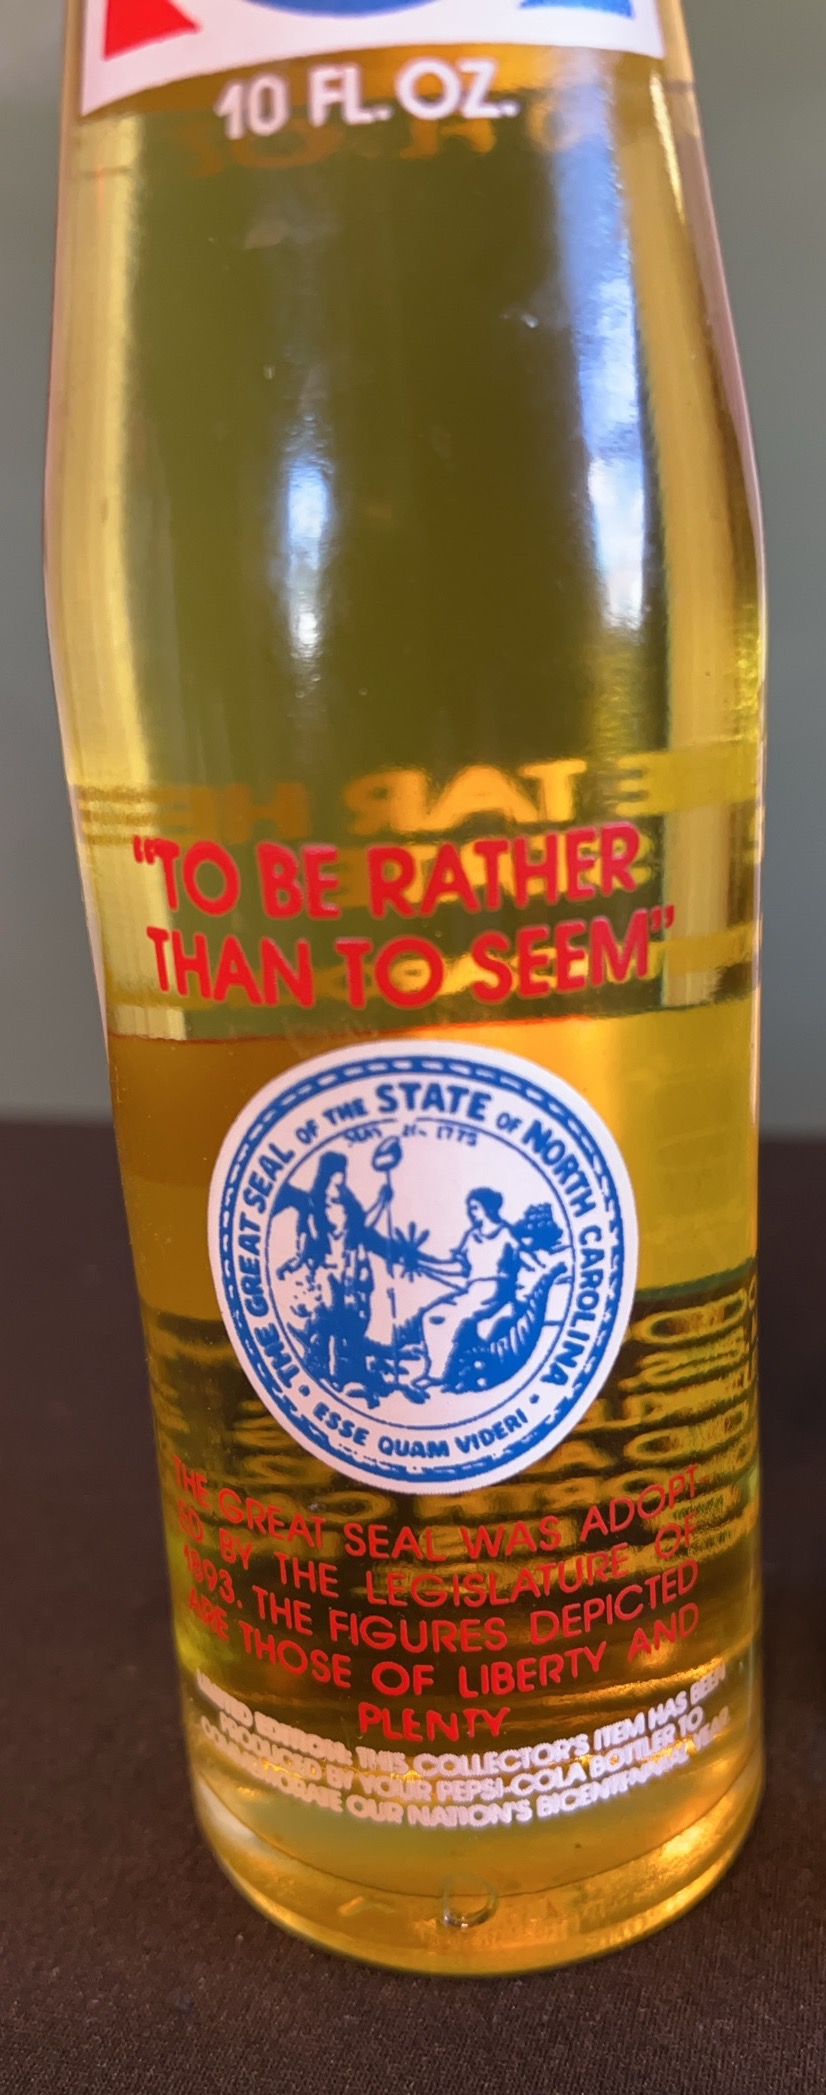 10 FL. OZ.
TAR HE
"TO BE RATHER
THAN TO SEEM"
THE GREAT SEAL OF THE STATE OF NORTH CAROLINA
1775
ESSE QUAM VIDERI
THE GREAT SEAL WAS ADOPT-
ED BY THE LEGISLATURE OF
1893. THE FIGURES DEPICTED
ARE THOSE OF LIBERTY AND
PLENTY
LIMITED EDITION: THIS COLLECTOR'S ITEM HAS BEEN
PRODUCED BY YOUR PEPSI-COLA BOTTLER TO
COMMEMORATE OUR NATION'S BICENTENNIAL YEAR